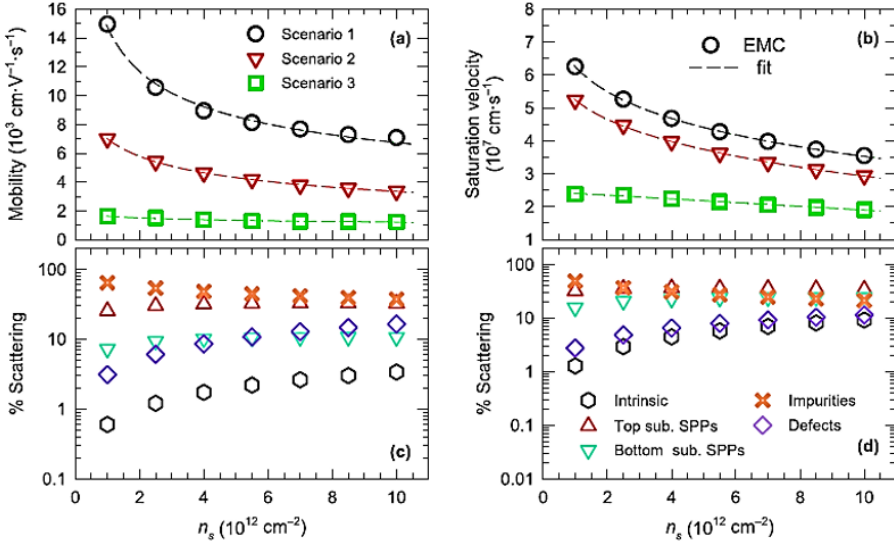 16
14
12
10
8
6
4
2
0
Mobility (10³ cm·V⁻¹·s⁻¹)
Scenario 1
Scenario 2
Scenario 3
(a)
7
6
5
4
3
2
1
Saturation velocity
(10⁷ cm·s⁻¹)
EMC
fit
(b)
100
10
1
0.1
% Scattering
(c)
0
2
4
6
8
10
nₛ (10¹² cm⁻²)
100
10
1
0.1
0.01
% Scattering
Intrinsic
Top sub. SPPs
Bottom sub. SPPs
Impurities
Defects
(d)
0
2
4
6
8
10
nₛ (10¹² cm⁻²)